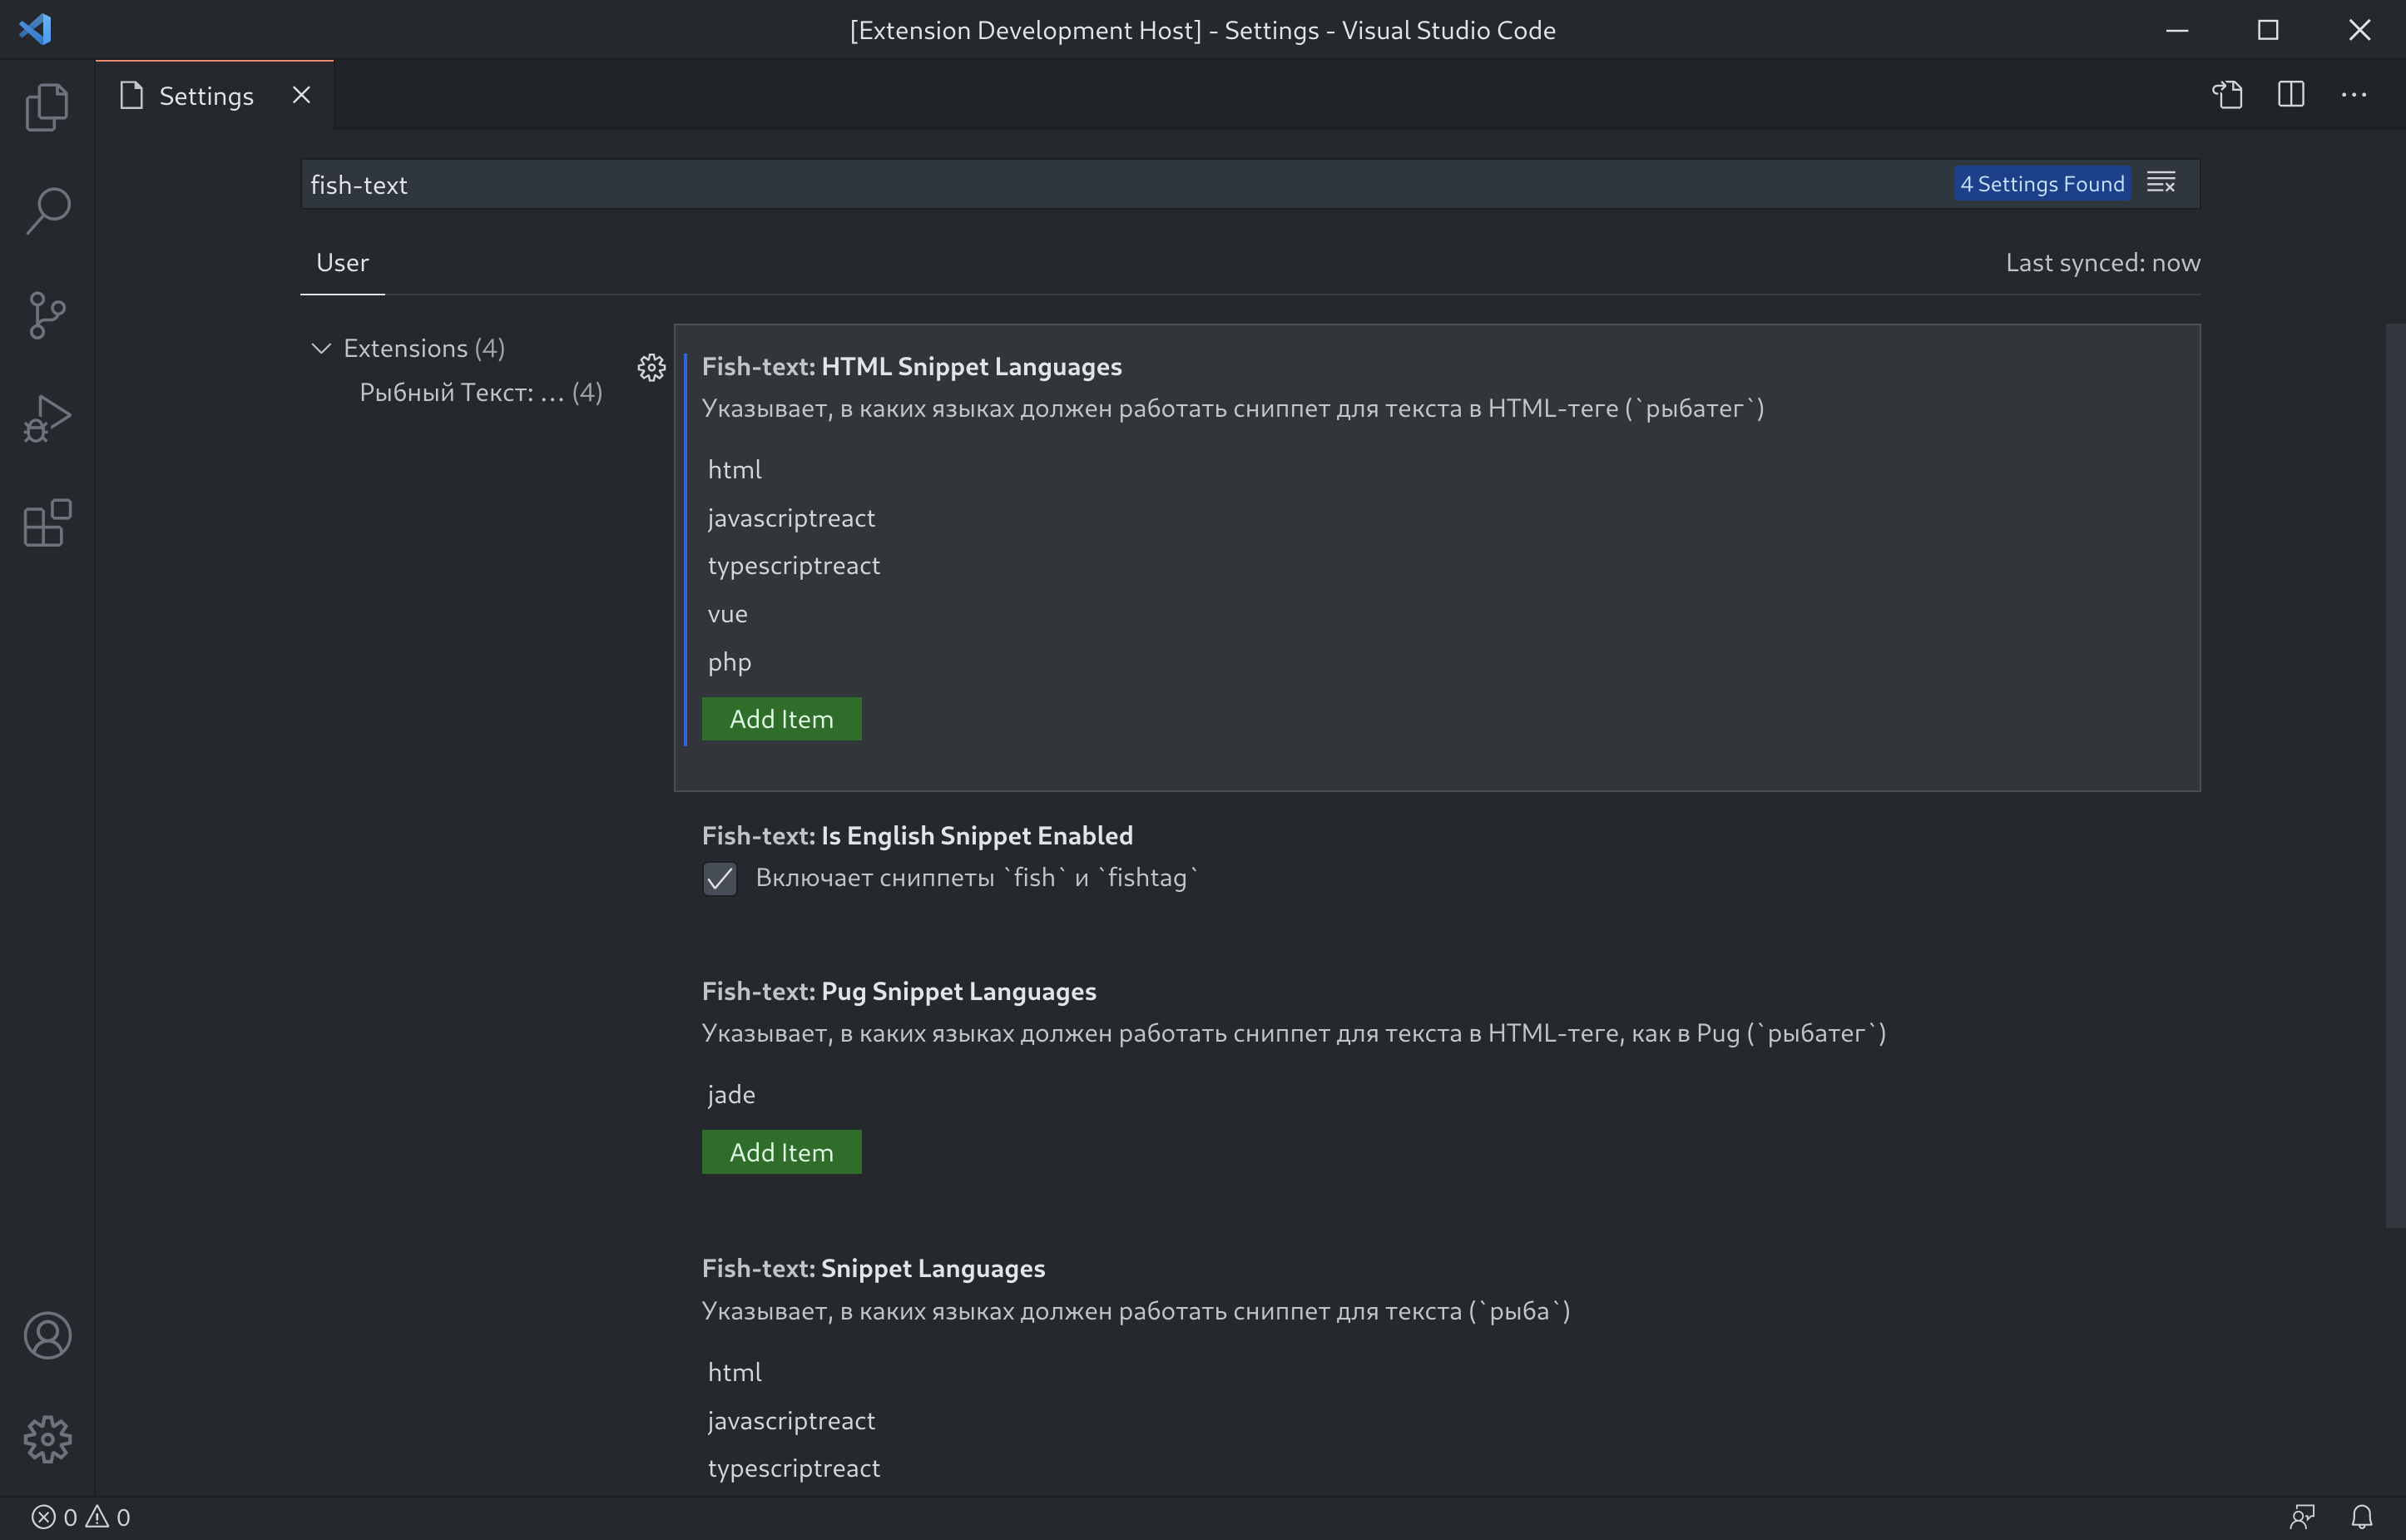 [Extension Development Host] - Settings - Visual Studio Code
Settings
fish-text
4 Settings Found
User
Last synced: now
Extensions (4)
Рыбный Текст: ... (4)
Fish-text: HTML Snippet Languages
Указывает, в каких языках должен работать сниппет для текста в HTML-теге (`рыбатег`)
html
javascriptreact
typescriptreact
vue
php
Add Item
Fish-text: Is English Snippet Enabled
Включает сниппеты `fish` и `fishtag`
Fish-text: Pug Snippet Languages
Указывает, в каких языках должен работать сниппет для текста в HTML-теге, как в Pug (`рыбатег`)
jade
Add Item
Fish-text: Snippet Languages
Указывает, в каких языках должен работать сниппет для текста (`рыба`)
html
javascriptreact
typescriptreact
0 0